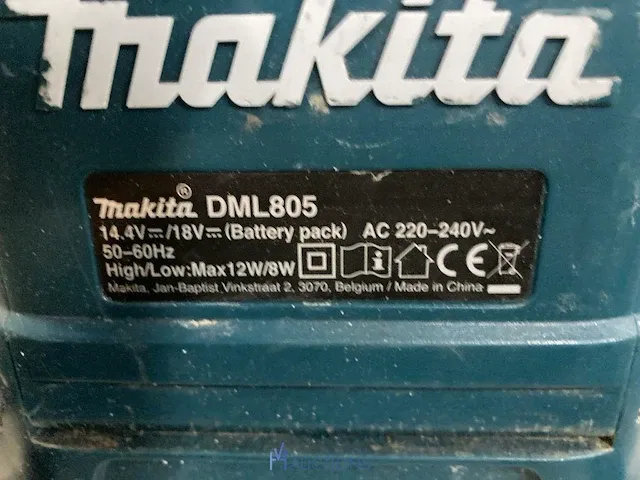 makita
makita® DML805
14.4V⎓/18V⎓(Battery pack) AC 220–240V~
50–60Hz
High/Low:Max12W/8W CE
Makita, Jan-Baptist Vinkstraat 2, 3070, Belgium / Made in China